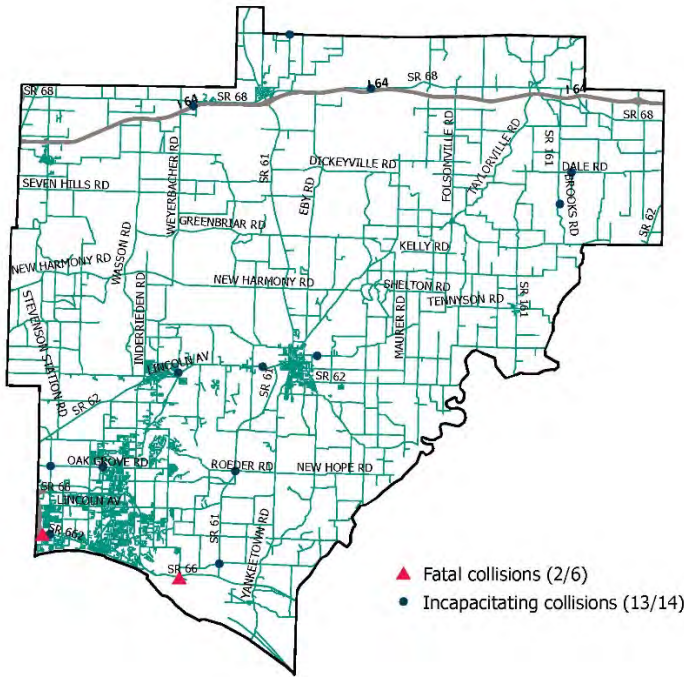 I 64
SR 68
SR 68
I 64
I 64
SR 68
SR 61
WEYERBACHER RD
DICKEYVILLE RD
EBY RD
FOLSOMVILLE RD
TAYLORVILLE RD
SR 161
DALE RD
BROOKS RD
SEVEN HILLS RD
GREENBRIAR RD
SR 62
KELLY RD
WASSON RD
NEW HARMONY RD
NEW HARMONY RD
SHELTON RD
TENNYSON RD
SR 161
STEVENSON STATION RD
INDERRIEDEN RD
MAURER RD
LINCOLN AV
SR 61
SR 62
SR 62
OAK GROVE RD
ROEDER RD
NEW HOPE RD
SR 66
LINCOLN AV
SR 662
SR 61
YANKEETOWN RD
SR 66
Fatal collisions (2/6)
Incapacitating collisions (13/14)